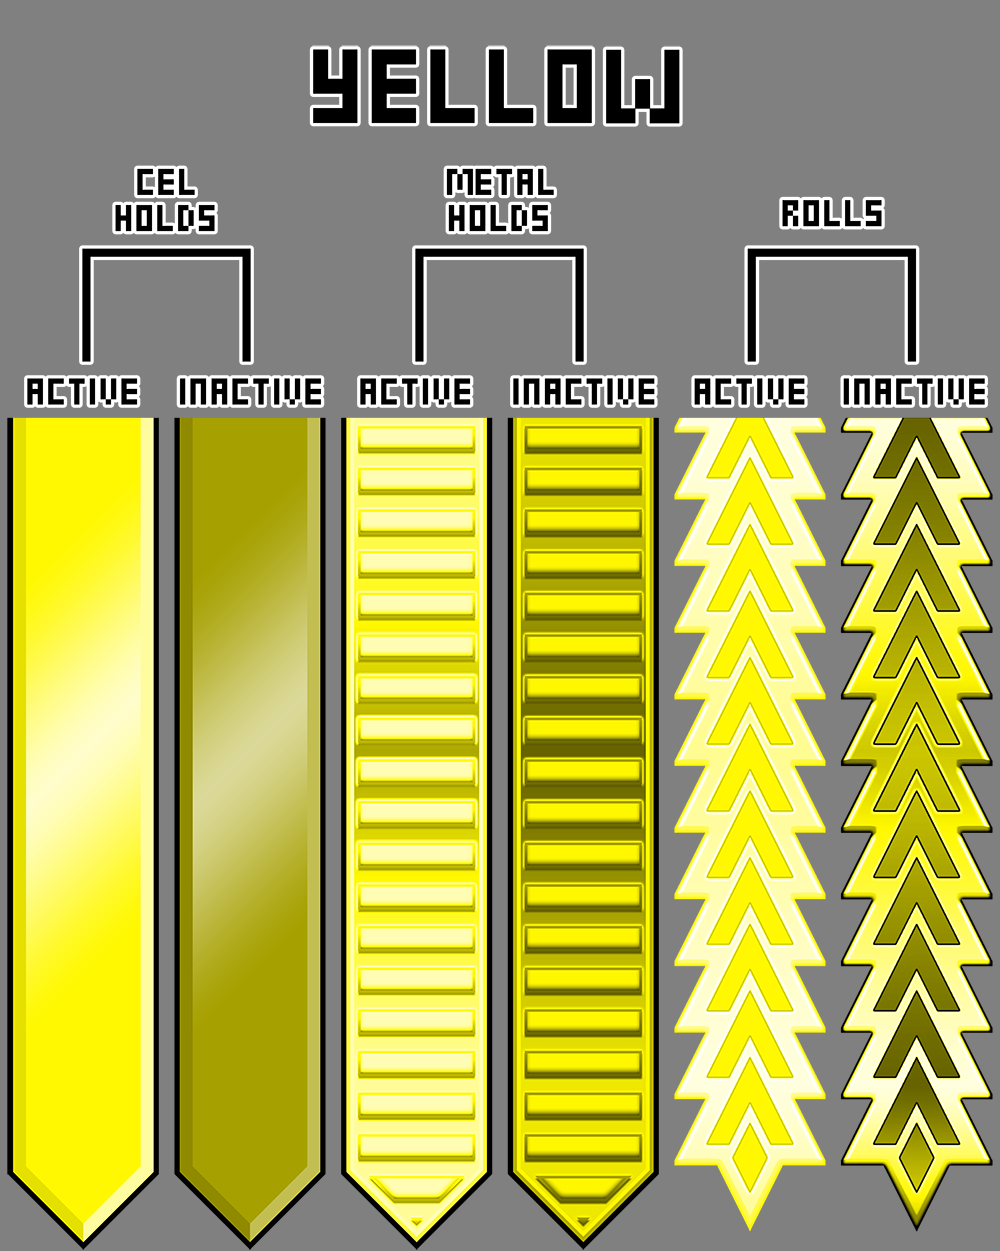 YELLOW
CEL
HOLDS
METAL
HOLDS
ROLLS
ACTIVE
INACTIVE
ACTIVE
INACTIVE
ACTIVE
INACTIVE